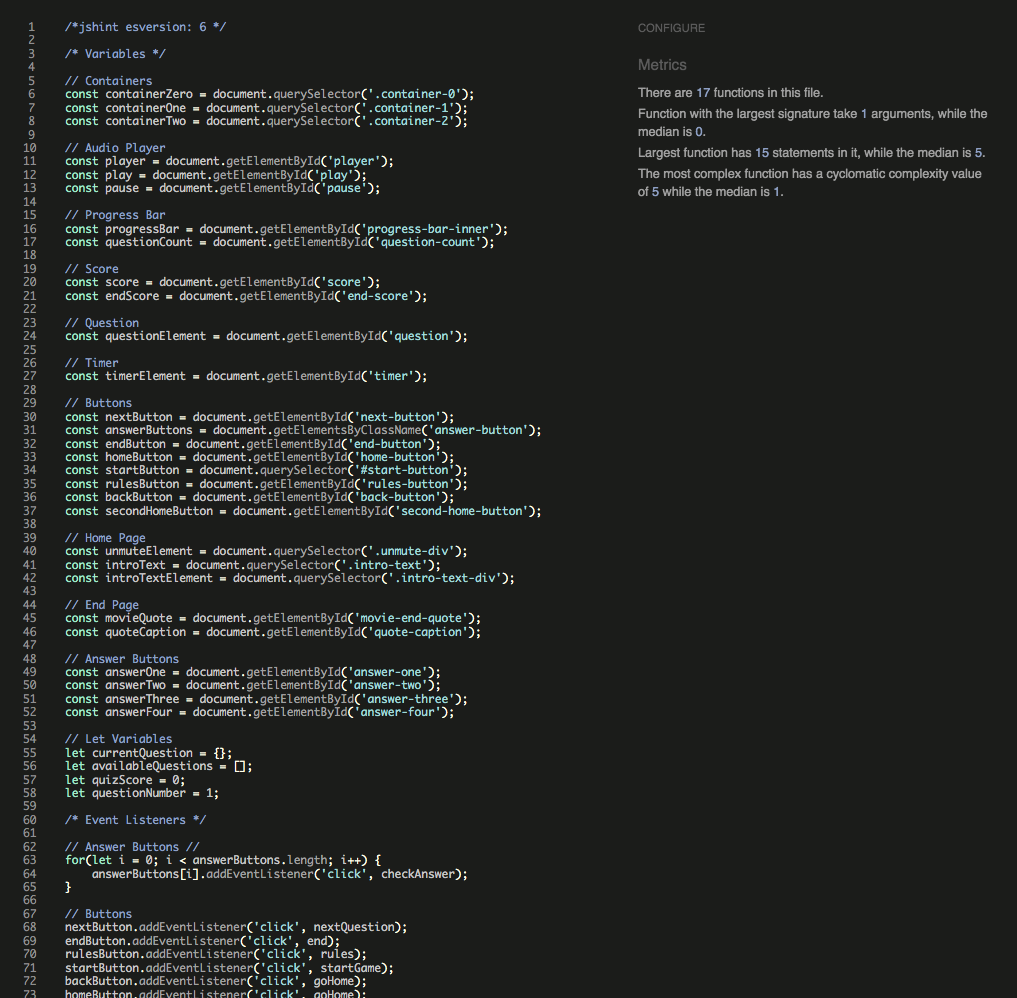 1 /*jshint esversion: 6 */
2
3 /* Variables */
4
5 // Containers
6 const containerZero = document.querySelector('.container-0');
7 const containerOne = document.querySelector('.container-1');
8 const containerTwo = document.querySelector('.container-2');
9
10 // Audio Player
11 const player = document.getElementById('player');
12 const play = document.getElementById('play');
13 const pause = document.getElementById('pause');
14
15 // Progress Bar
16 const progressBar = document.getElementById('progress-bar-inner');
17 const questionCount = document.getElementById('question-count');
18
19 // Score
20 const score = document.getElementById('score');
21 const endScore = document.getElementById('end-score');
22
23 // Question
24 const questionElement = document.getElementById('question');
25
26 // Timer
27 const timerElement = document.getElementById('timer');
28
29 // Buttons
30 const nextButton = document.getElementById('next-button');
31 const answerButtons = document.getElementsByClassName('answer-button');
32 const endButton = document.getElementById('end-button');
33 const homeButton = document.getElementById('home-button');
34 const startButton = document.querySelector('#start-button');
35 const rulesButton = document.getElementById('rules-button');
36 const backButton = document.getElementById('back-button');
37 const secondHomeButton = document.getElementById('second-home-button');
38
39 // Home Page
40 const unmuteElement = document.querySelector('.unmute-div');
41 const introText = document.querySelector('.intro-text');
42 const introTextElement = document.querySelector('.intro-text-div');
43
44 // End Page
45 const movieQuote = document.getElementById('movie-end-quote');
46 const quoteCaption = document.getElementById('quote-caption');
47
48 // Answer Buttons
49 const answerOne = document.getElementById('answer-one');
50 const answerTwo = document.getElementById('answer-two');
51 const answerThree = document.getElementById('answer-three');
52 const answerFour = document.getElementById('answer-four');
53
54 // Let Variables
55 let currentQuestion = {};
56 let availableQuestions = [];
57 let quizScore = 0;
58 let questionNumber = 1;
59
60 /* Event Listeners */
61
62 // Answer Buttons //
63 for(let i = 0; i < answerButtons.length; i++) {
64 answerButtons[i].addEventListener('click', checkAnswer);
65 }
66
67 // Buttons
68 nextButton.addEventListener('click', nextQuestion);
69 endButton.addEventListener('click', end);
70 rulesButton.addEventListener('click', rules);
71 startButton.addEventListener('click', startGame);
72 backButton.addEventListener('click', goHome);
73 homeButton.addEventListener('click', goHome);
CONFIGURE
Metrics
There are 17 functions in this file.
Function with the largest signature take 1 arguments, while the
median is 0.
Largest function has 15 statements in it, while the median is 5.
The most complex function has a cyclomatic complexity value
of 5 while the median is 1.